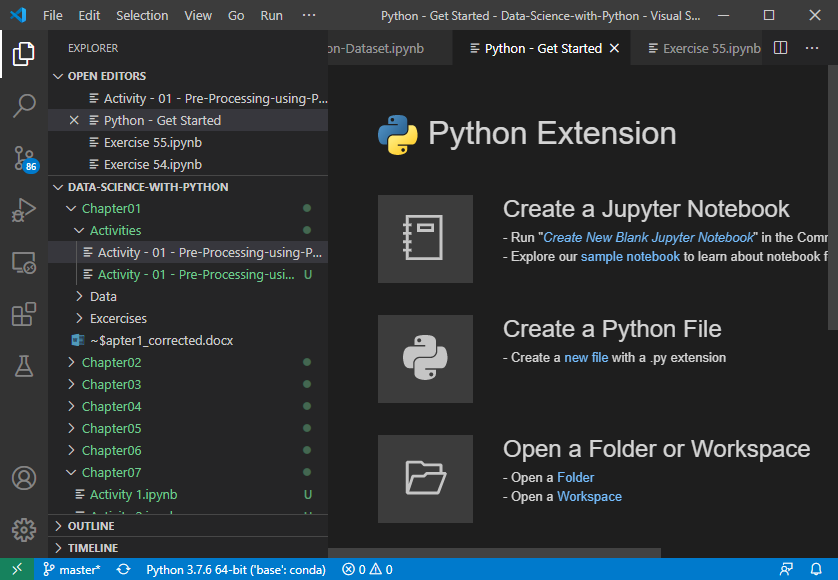 File Edit Selection View Go Run ··· Python - Get Started - Data-Science-with-Python - Visual S...
EXPLORER
OPEN EDITORS
Activity - 01 - Pre-Processing-using-P...
Python - Get Started
Exercise 55.ipynb
Exercise 54.ipynb
DATA-SCIENCE-WITH-PYTHON
Chapter01
Activities
Activity - 01 - Pre-Processing-using-P...
Activity - 01 - Pre-Processing-usi... U
Data
Excercises
~$apter1_corrected.docx
Chapter02
Chapter03
Chapter04
Chapter05
Chapter06
Chapter07
Activity 1.ipynb U
OUTLINE
TIMELINE
86
on-Dataset.ipynb Python - Get Started Exercise 55.ipynb ···
Python Extension
Create a Jupyter Notebook
- Run "Create New Blank Jupyter Notebook" in the Comm
- Explore our sample notebook to learn about notebook f
Create a Python File
- Create a new file with a .py extension
Open a Folder or Workspace
- Open a Folder
- Open a Workspace
master* Python 3.7.6 64-bit ('base': conda) 0 0